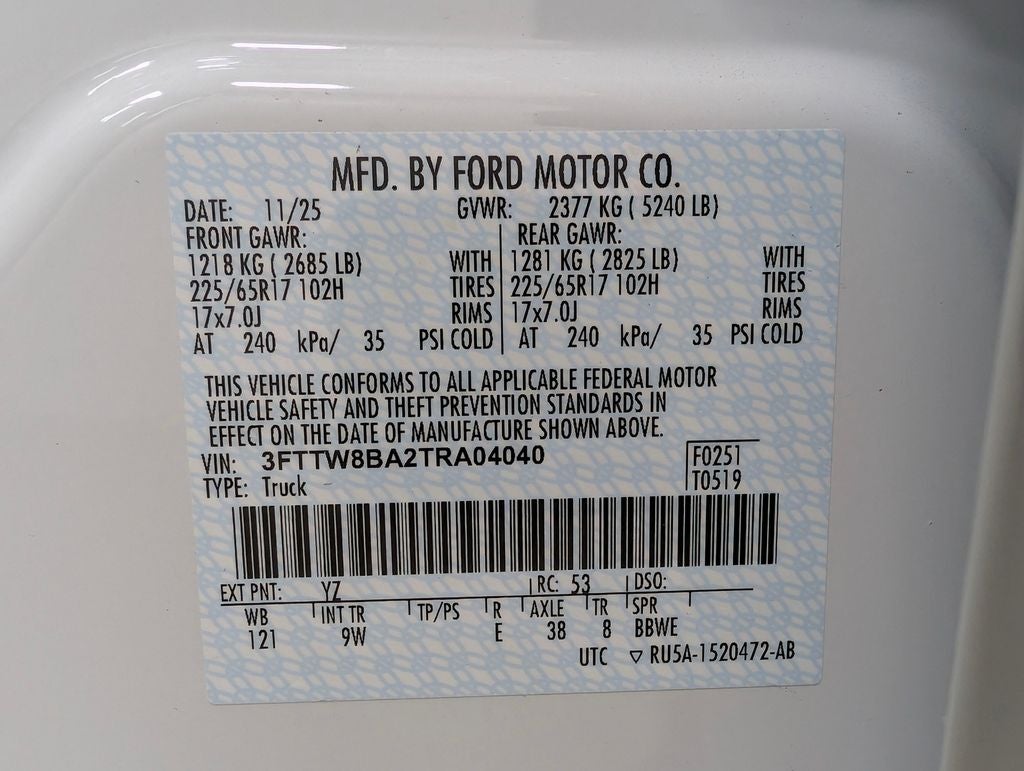 MFD. BY FORD MOTOR CO.
DATE: 11/25 GVWR: 2377 KG ( 5240 LB)
FRONT GAWR: REAR GAWR:
1218 KG ( 2685 LB) WITH 1281 KG ( 2825 LB) WITH
225/65R17 102H TIRES 225/65R17 102H TIRES
17x7.0J RIMS 17x7.0J RIMS
AT 240 kPa/ 35 PSI COLD AT 240 kPa/ 35 PSI COLD
THIS VEHICLE CONFORMS TO ALL APPLICABLE FEDERAL MOTOR
VEHICLE SAFETY AND THEFT PREVENTION STANDARDS IN
EFFECT ON THE DATE OF MANUFACTURE SHOWN ABOVE.
VIN: 3FTTW8BA2TRA04040 F0251
TYPE: Truck T0519
EXT PNT: YZ RC: 53 DSO:
WB INT TR TP/PS R AXLE TR SPR
121 9W E 38 8 BBWE
UTC ▽ RU5A-1520472-AB